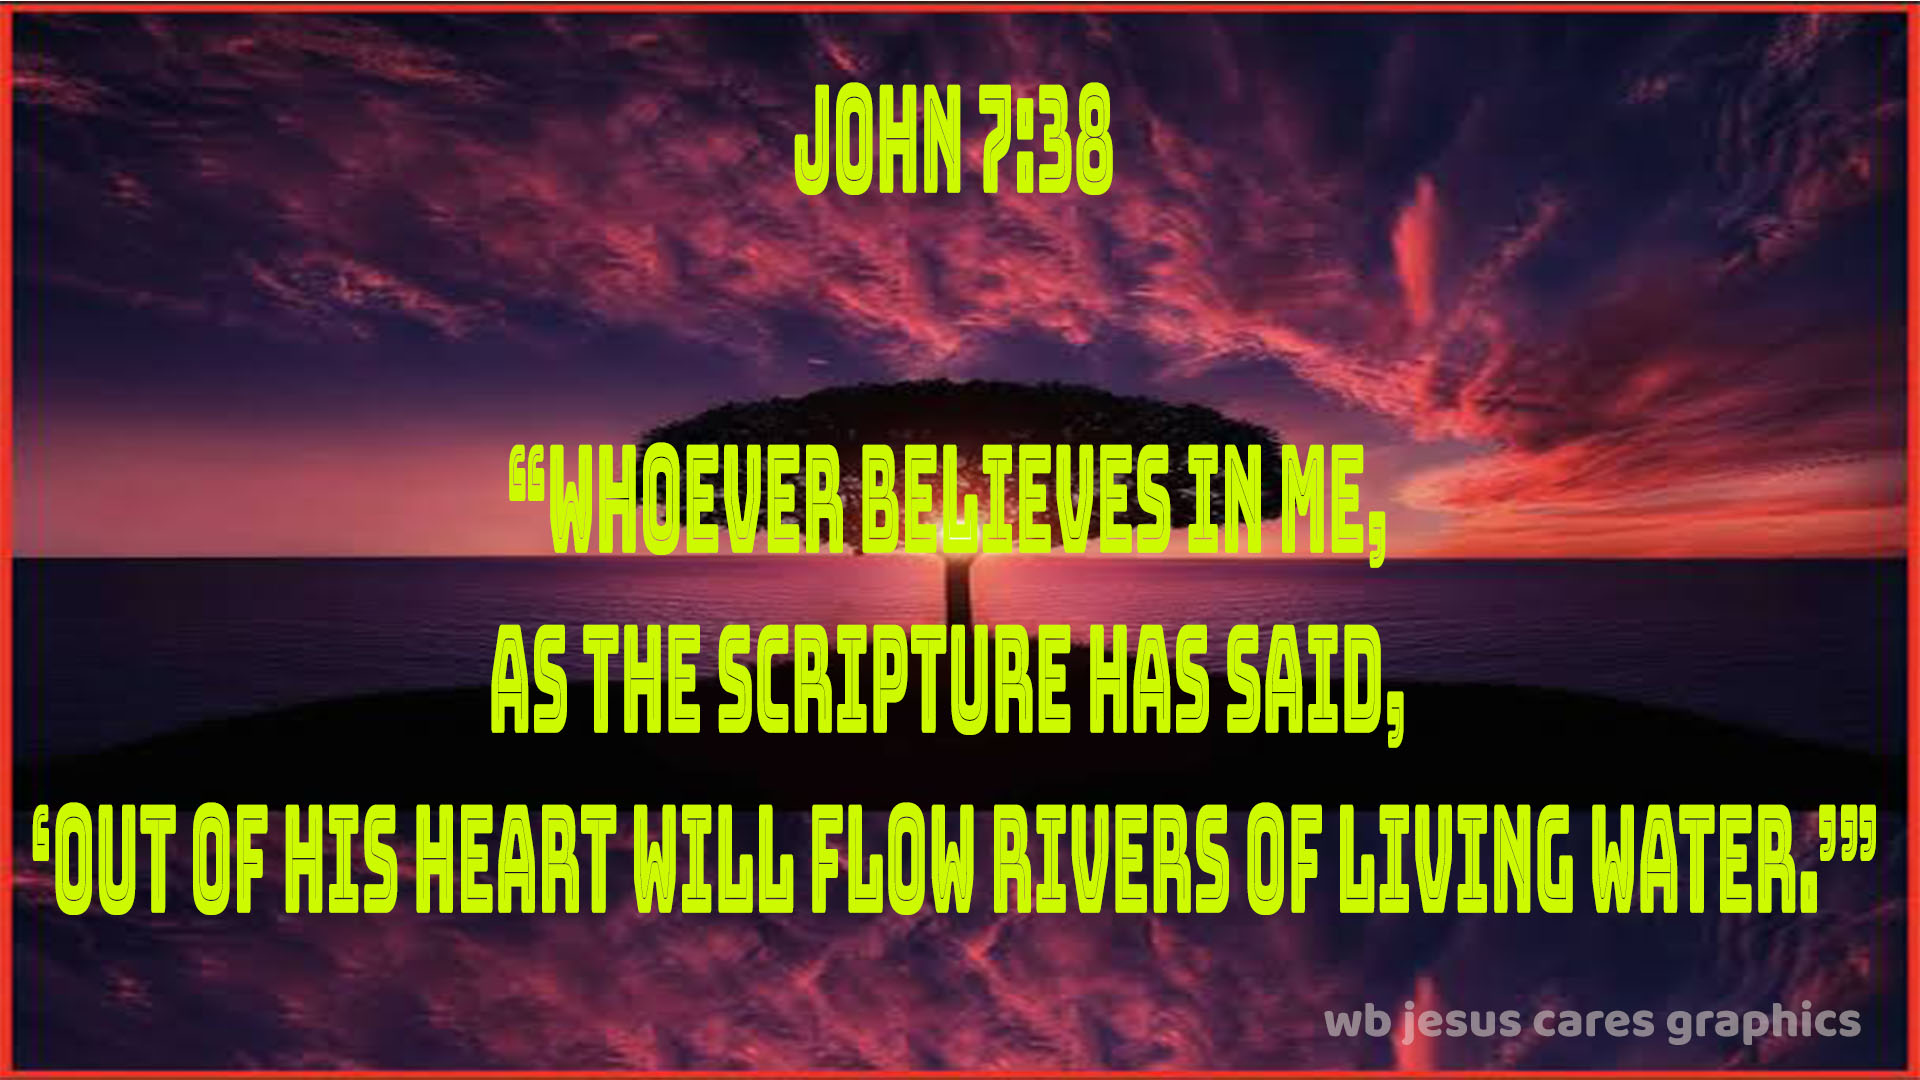 JOHN 7:38
“WHOEVER BELIEVES IN ME,
AS THE SCRIPTURE HAS SAID,
‘OUT OF HIS HEART WILL FLOW RIVERS OF LIVING WATER.’”
wb jesus cares graphics